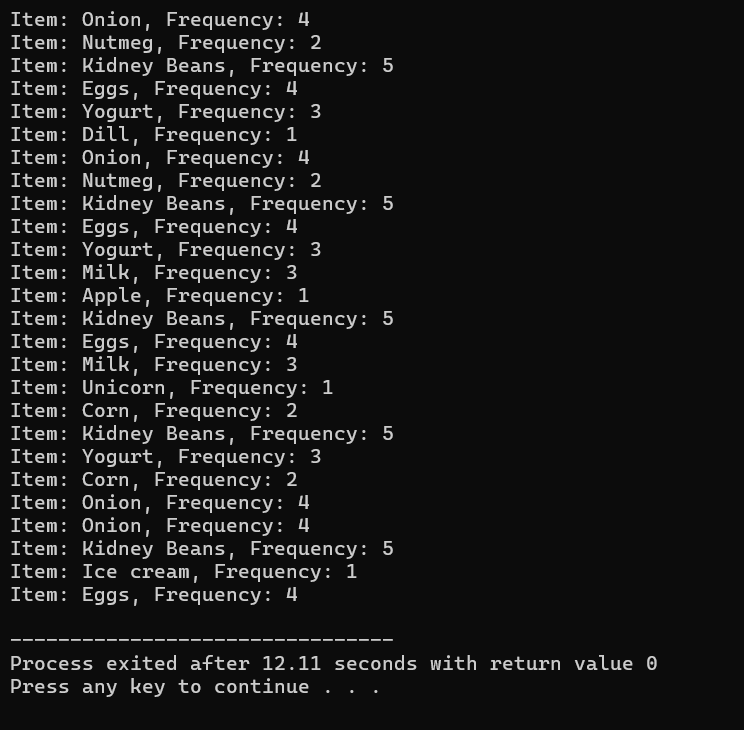 Item: Onion, Frequency: 4
Item: Nutmeg, Frequency: 2
Item: Kidney Beans, Frequency: 5
Item: Eggs, Frequency: 4
Item: Yogurt, Frequency: 3
Item: Dill, Frequency: 1
Item: Onion, Frequency: 4
Item: Nutmeg, Frequency: 2
Item: Kidney Beans, Frequency: 5
Item: Eggs, Frequency: 4
Item: Yogurt, Frequency: 3
Item: Milk, Frequency: 3
Item: Apple, Frequency: 1
Item: Kidney Beans, Frequency: 5
Item: Eggs, Frequency: 4
Item: Milk, Frequency: 3
Item: Unicorn, Frequency: 1
Item: Corn, Frequency: 2
Item: Kidney Beans, Frequency: 5
Item: Yogurt, Frequency: 3
Item: Corn, Frequency: 2
Item: Onion, Frequency: 4
Item: Onion, Frequency: 4
Item: Kidney Beans, Frequency: 5
Item: Ice cream, Frequency: 1
Item: Eggs, Frequency: 4
--------------------------------
Process exited after 12.11 seconds with return value 0
Press any key to continue . . .